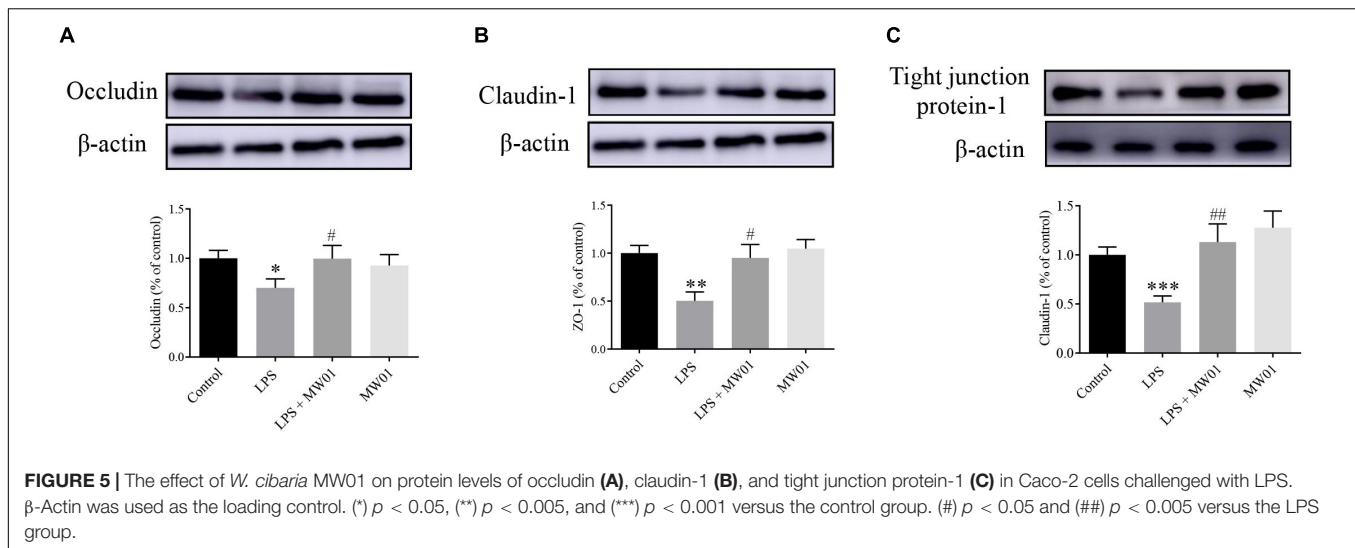 A
Occludin
β-actin
Occludin (% of control)
1.5
1.0
0.5
0.0
*
#
Control
LPS
LPS + MW01
MW01
B
Claudin-1
β-actin
ZO-1 (% of control)
1.5
1.0
0.5
0.0
**
#
Control
LPS
LPS + MW01
MW01
C
Tight junction
protein-1
β-actin
Claudin-1 (% of control)
1.5
1.0
0.5
0.0
***
##
Control
LPS
LPS + MW01
MW01
FIGURE 5 | The effect of W. cibaria MW01 on protein levels of occludin (A), claudin-1 (B), and tight junction protein-1 (C) in Caco-2 cells challenged with LPS.
β-Actin was used as the loading control. (*) p < 0.05, (**) p < 0.005, and (***) p < 0.001 versus the control group. (#) p < 0.05 and (##) p < 0.005 versus the LPS
group.